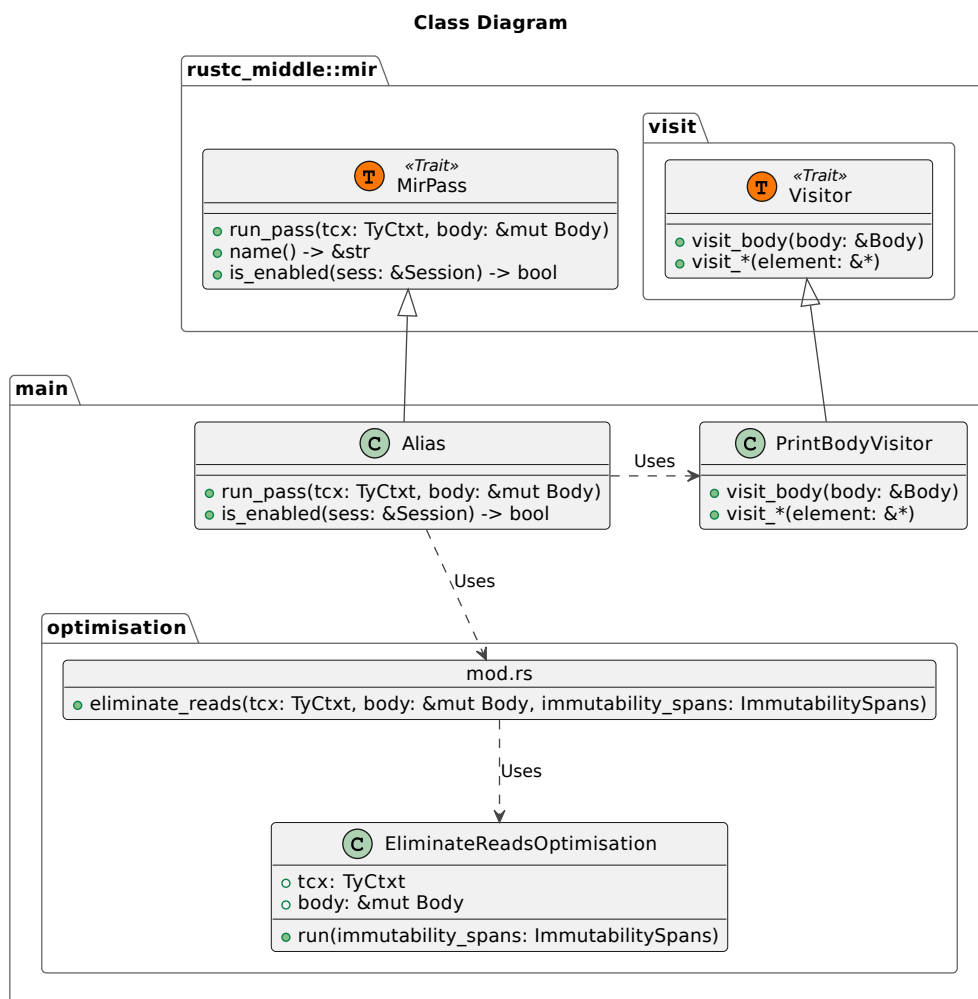 Class Diagram
rustc_middle::mir
visit
T
«Trait»
MirPass
run_pass(tcx: TyCtxt, body: &mut Body)
name() -> &str
is_enabled(sess: &Session) -> bool
T
«Trait»
Visitor
visit_body(body: &Body)
visit_*(element: &*)
main
C Alias
run_pass(tcx: TyCtxt, body: &mut Body)
is_enabled(sess: &Session) -> bool
Uses
C PrintBodyVisitor
visit_body(body: &Body)
visit_*(element: &*)
Uses
optimisation
mod.rs
eliminate_reads(tcx: TyCtxt, body: &mut Body, immutability_spans: ImmutabilitySpans)
Uses
C EliminateReadsOptimisation
tcx: TyCtxt
body: &mut Body
run(immutability_spans: ImmutabilitySpans)